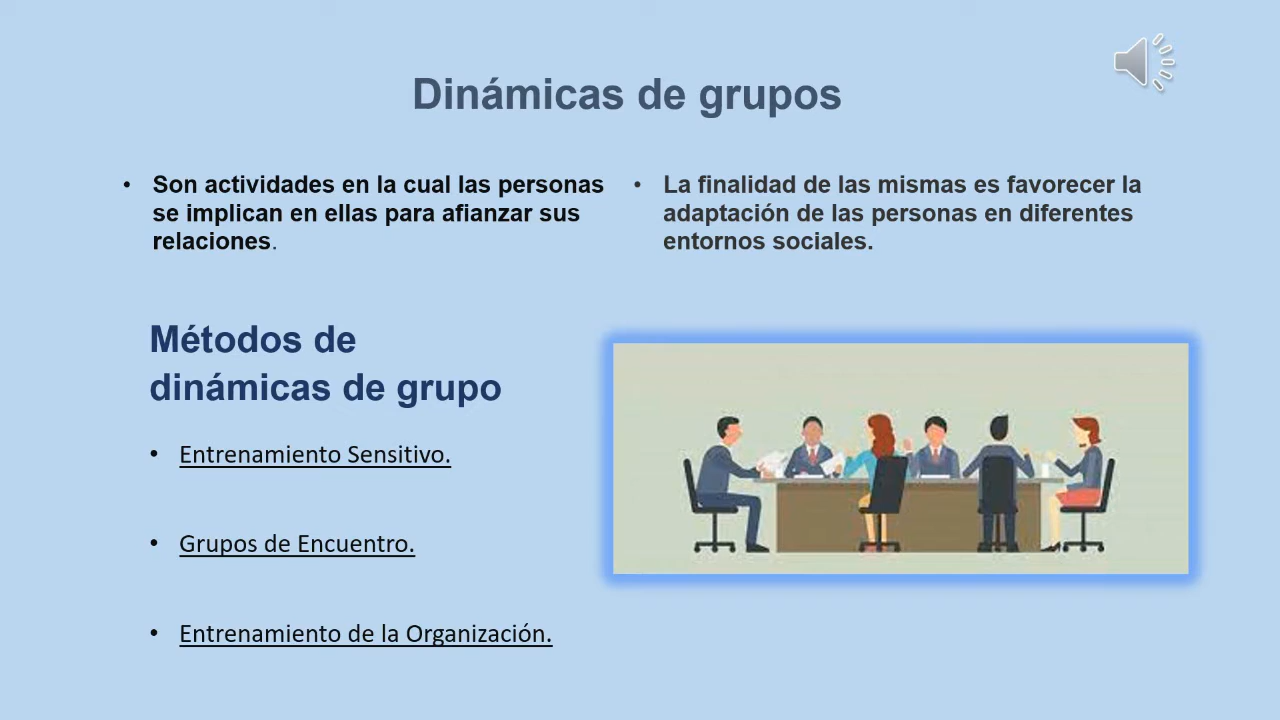 Dinámicas de grupos
• Son actividades en la cual las personas
se implican en ellas para afianzar sus
relaciones.
• La finalidad de las mismas es favorecer la
adaptación de las personas en diferentes
entornos sociales.
Métodos de
dinámicas de grupo
• Entrenamiento Sensitivo.
• Grupos de Encuentro.
• Entrenamiento de la Organización.